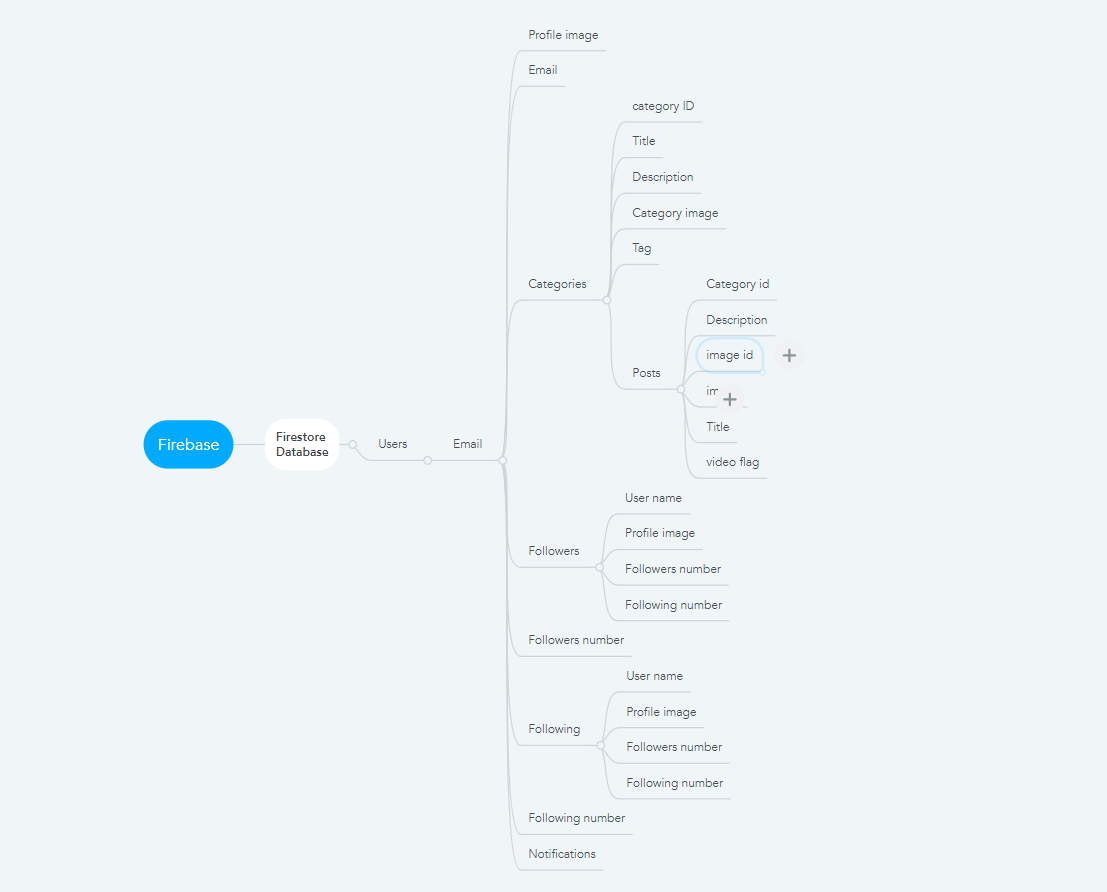 Profile image
Email
category ID
Title
Description
Category image
Tag
Categories
Category id
Description
image id
Posts
Title
video flag
Firebase
Firestore
Database
Users
Email
User name
Profile image
Followers
Followers number
Following number
Followers number
User name
Profile image
Following
Followers number
Following number
Following number
Notifications